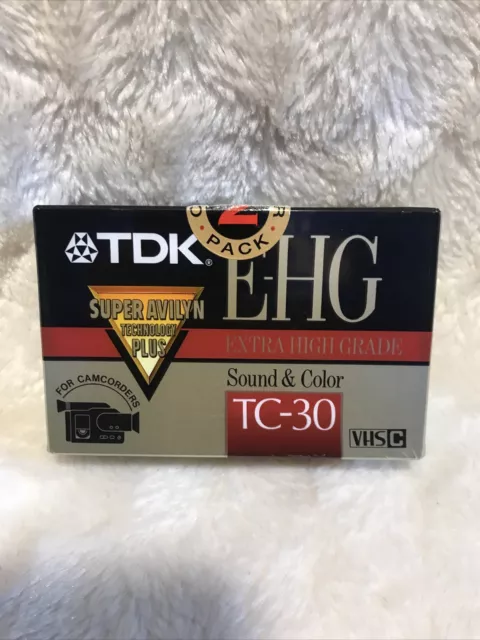 2
PACK
TDK®
E-HG
SUPER AVILYN
TECHNOLOGY
PLUS
EXTRA HIGH GRADE
FOR CAMCORDERS
Sound & Color
TC-30
VHS C